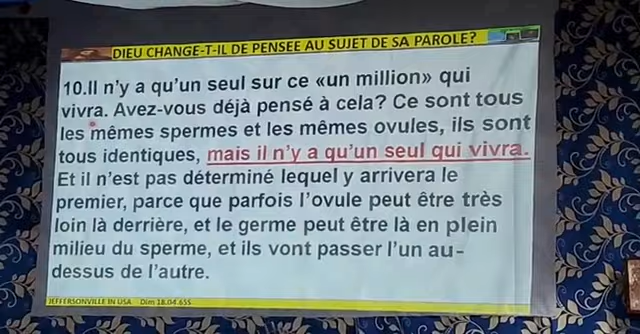 DIEU CHANGE-T-IL DE PENSEE AU SUJET DE SA PAROLE?
10.Il n'y a qu'un seul sur ce «un million» qui
vivra. Avez-vous déjà pensé à cela? Ce sont tous
les mêmes spermes et les mêmes ovules, ils sont
tous identiques, mais il n'y a qu'un seul qui vivra.
Et il n'est pas déterminé lequel y arrivera le
premier, parce que parfois l'ovule peut être très
loin là derrière, et le germe peut être là en plein
milieu du sperme, et ils vont passer l'un au-
dessus de l'autre.
JEFFERSONVILLE IN USA Dim 18.04.65S